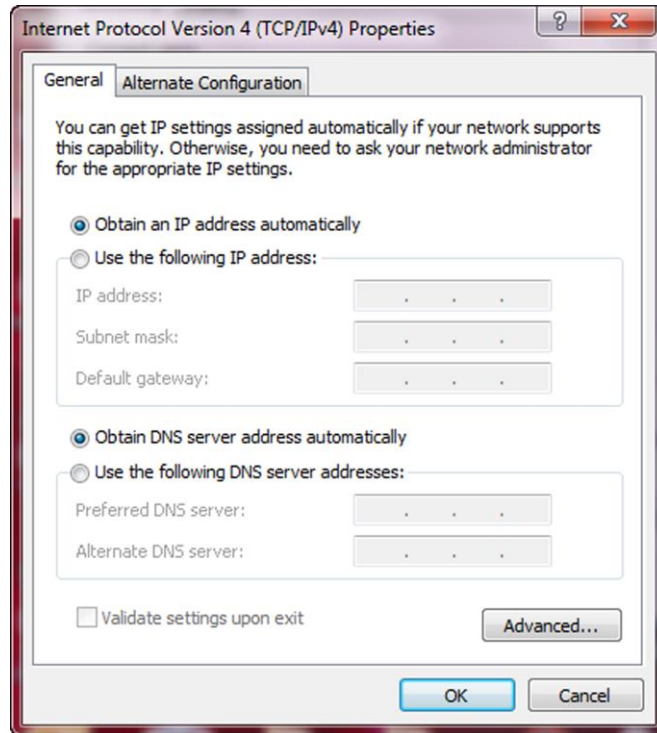 Internet Protocol Version 4 (TCP/IPv4) Properties
General
Alternate Configuration
You can get IP settings assigned automatically if your network supports
this capability. Otherwise, you need to ask your network administrator
for the appropriate IP settings.
Obtain an IP address automatically
Use the following IP address:
IP address:
Subnet mask:
Default gateway:
Obtain DNS server address automatically
Use the following DNS server addresses:
Preferred DNS server:
Alternate DNS server:
Validate settings upon exit
Advanced...
OK
Cancel